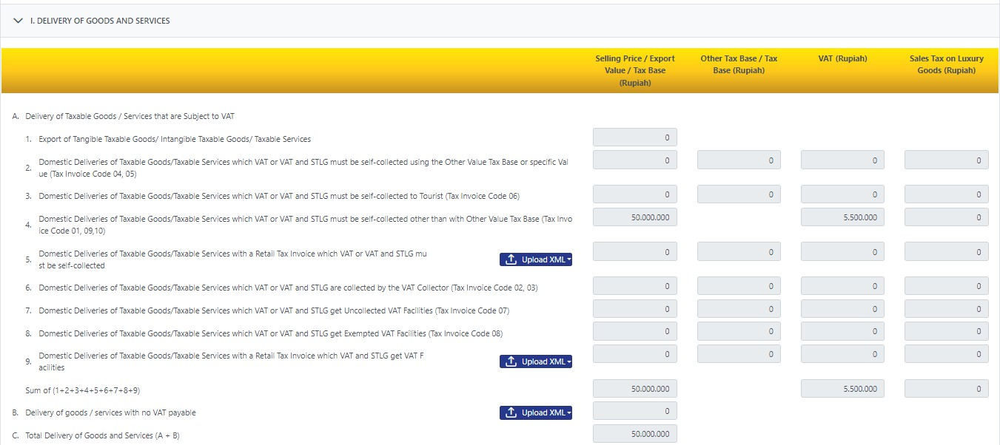 I. DELIVERY OF GOODS AND SERVICES
Selling Price / Export
Value / Tax Base
(Rupiah)
Other Tax Base / Tax
Base (Rupiah)
VAT (Rupiah)
Sales Tax on Luxury
Goods (Rupiah)
A. Delivery of Taxable Goods / Services that are Subject to VAT
1. Export of Tangible Taxable Goods/ Intangible Taxable Goods/ Taxable Services 0
2. Domestic Deliveries of Taxable Goods/Taxable Services which VAT or VAT and STLG must be self-collected using the Other Value Tax Base or specific Val
ue (Tax Invoice Code 04, 05)
0 0 0 0
3. Domestic Deliveries of Taxable Goods/Taxable Services which VAT or VAT and STLG must be self-collected to Tourist (Tax Invoice Code 06) 0 0 0 0
4. Domestic Deliveries of Taxable Goods/Taxable Services which VAT or VAT and STLG must be self-collected other than with Other Value Tax Base (Tax Invo
ice Code 01, 09,10)
50.000.000 5.500.000 0
5. Domestic Deliveries of Taxable Goods/Taxable Services with a Retail Tax Invoice which VAT or VAT and STLG mu
st be self-collected
Upload XML
0 0 0 0
6. Domestic Deliveries of Taxable Goods/Taxable Services which VAT or VAT and STLG are collected by the VAT Collector (Tax Invoice Code 02, 03) 0 0 0 0
7. Domestic Deliveries of Taxable Goods/Taxable Services which VAT or VAT and STLG get Uncollected VAT Facilities (Tax Invoice Code 07) 0 0 0 0
8. Domestic Deliveries of Taxable Goods/Taxable Services which VAT or VAT and STLG get Exempted VAT Facilities (Tax Invoice Code 08) 0 0 0 0
9. Domestic Deliveries of Taxable Goods/Taxable Services with a Retail Tax Invoice which VAT and STLG get VAT F
acilities
Upload XML
0 0 0 0
Sum of (1+2+3+4+5+6+7+8+9) 50.000.000 5.500.000 0
B. Delivery of goods / services with no VAT payable Upload XML 0
C. Total Delivery of Goods and Services (A + B) 50.000.000